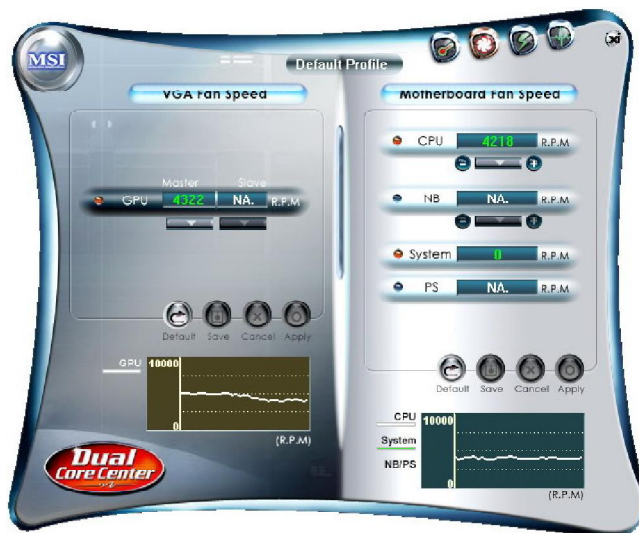 MSI
Default Profile
VGA Fan Speed
Master Slave
GPU 4322 NA. R.P.M
Default Save Cancel Apply
GPU 10000
0
(R.P.M)
Dual
Core Center
Motherboard Fan Speed
CPU 4218 R.P.M
NB NA. R.P.M
System 0 R.P.M
PS NA. R.P.M
Default Save Cancel Apply
CPU 10000
System
NB/PS
0
(R.P.M)